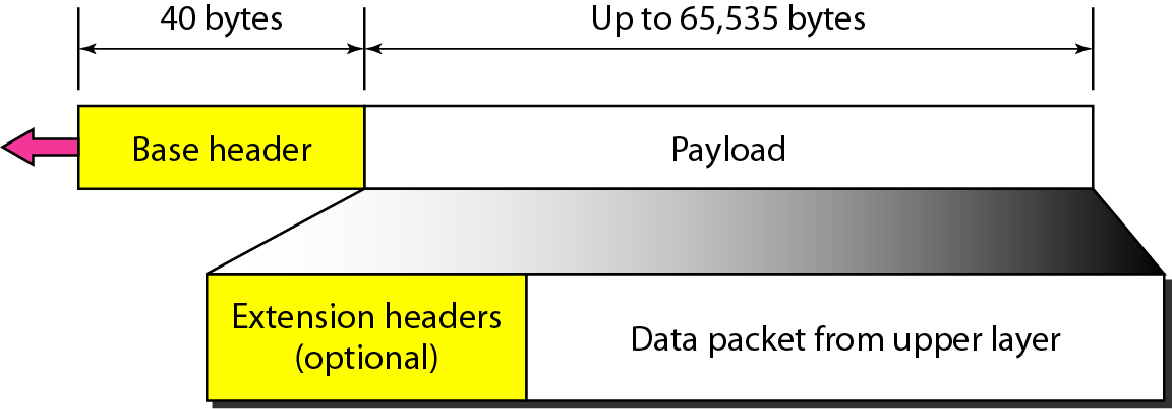 40 bytes
Up to 65,535 bytes
Base header
Payload
Extension headers
(optional)
Data packet from upper layer